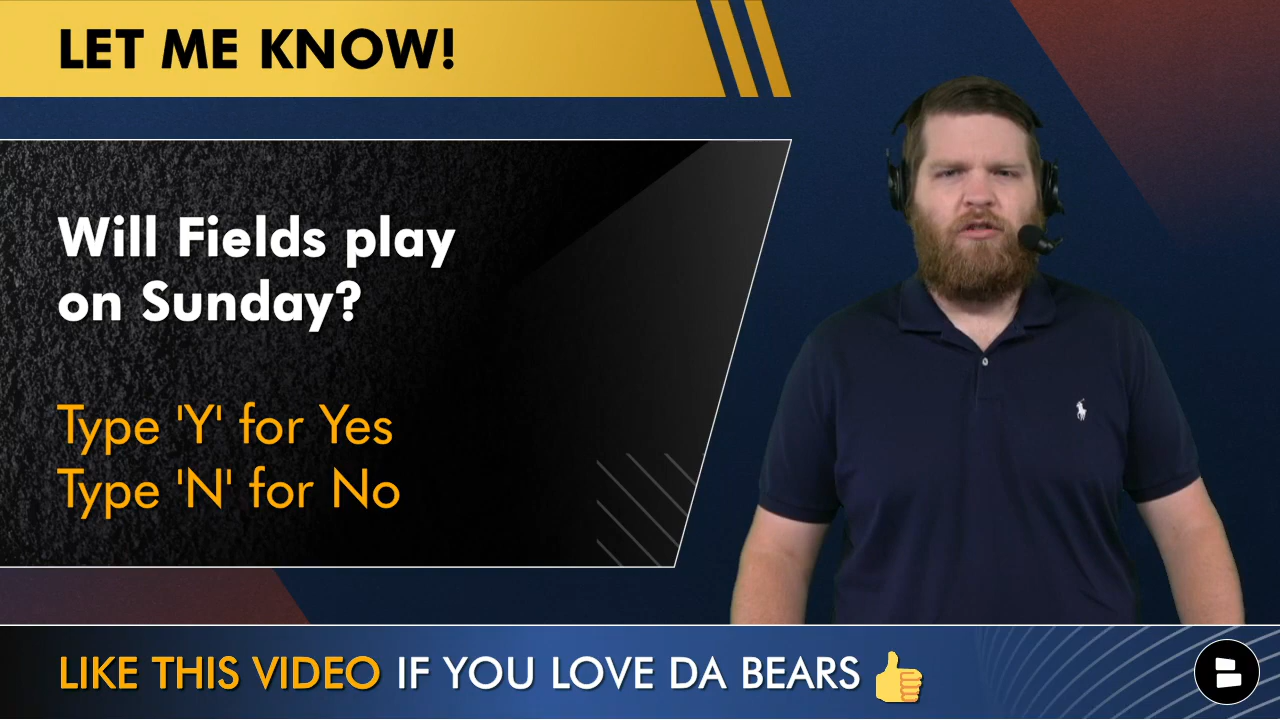 LET ME KNOW!
Will Fields play
on Sunday?
Type 'Y' for Yes
Type 'N' for No
LIKE THIS VIDEO IF YOU LOVE DA BEARS